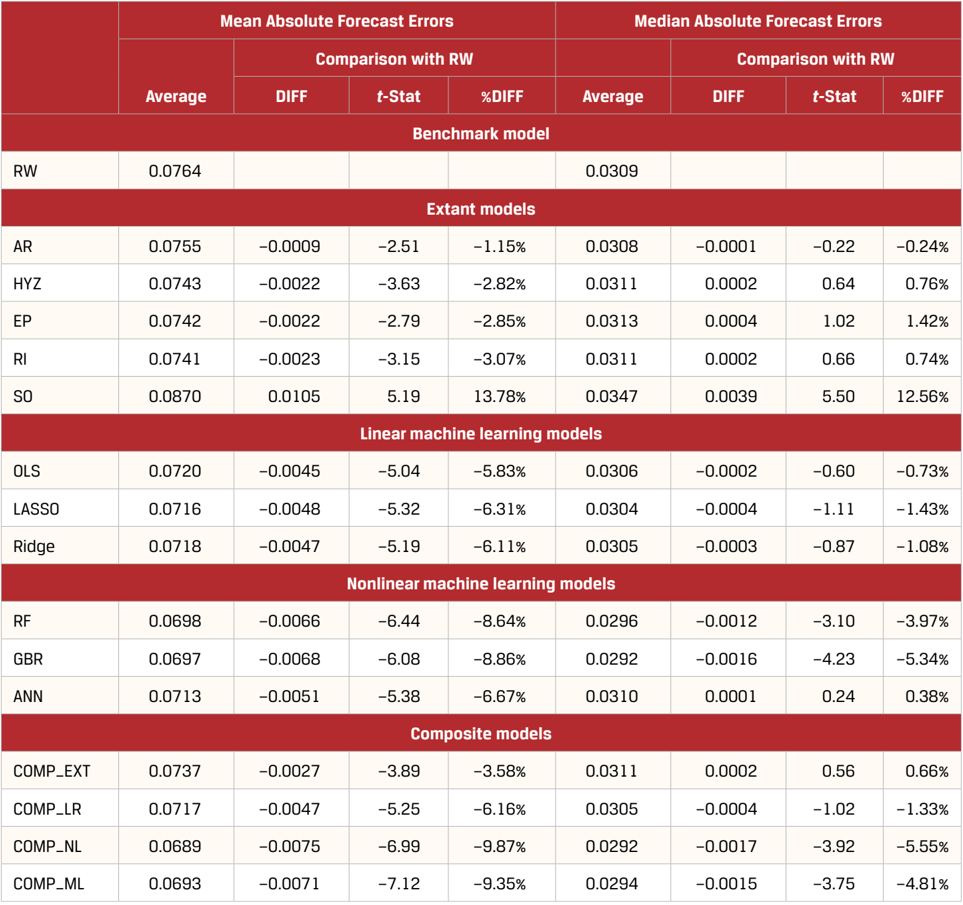 Mean Absolute Forecast Errors Median Absolute Forecast Errors
Comparison with RW Comparison with RW
Average DIFF t-Stat %DIFF Average DIFF t-Stat %DIFF
Benchmark model
RW 0.0764 0.0309
Extant models
AR 0.0755 −0.0009 −2.51 −1.15% 0.0308 −0.0001 −0.22 −0.24%
HYZ 0.0743 −0.0022 −3.63 −2.82% 0.0311 0.0002 0.64 0.76%
EP 0.0742 −0.0022 −2.79 −2.85% 0.0313 0.0004 1.02 1.42%
RI 0.0741 −0.0023 −3.15 −3.07% 0.0311 0.0002 0.66 0.74%
SO 0.0870 0.0105 5.19 13.78% 0.0347 0.0039 5.50 12.56%
Linear machine learning models
OLS 0.0720 −0.0045 −5.04 −5.83% 0.0306 −0.0002 −0.60 −0.73%
LASSO 0.0716 −0.0048 −5.32 −6.31% 0.0304 −0.0004 −1.11 −1.43%
Ridge 0.0718 −0.0047 −5.19 −6.11% 0.0305 −0.0003 −0.87 −1.08%
Nonlinear machine learning models
RF 0.0698 −0.0066 −6.44 −8.64% 0.0296 −0.0012 −3.10 −3.97%
GBR 0.0697 −0.0068 −6.08 −8.86% 0.0292 −0.0016 −4.23 −5.34%
ANN 0.0713 −0.0051 −5.38 −6.67% 0.0310 0.0001 0.24 0.38%
Composite models
COMP_EXT 0.0737 −0.0027 −3.89 −3.58% 0.0311 0.0002 0.56 0.66%
COMP_LR 0.0717 −0.0047 −5.25 −6.16% 0.0305 −0.0004 −1.02 −1.33%
COMP_NL 0.0689 −0.0075 −6.99 −9.87% 0.0292 −0.0017 −3.92 −5.55%
COMP_ML 0.0693 −0.0071 −7.12 −9.35% 0.0294 −0.0015 −3.75 −4.81%